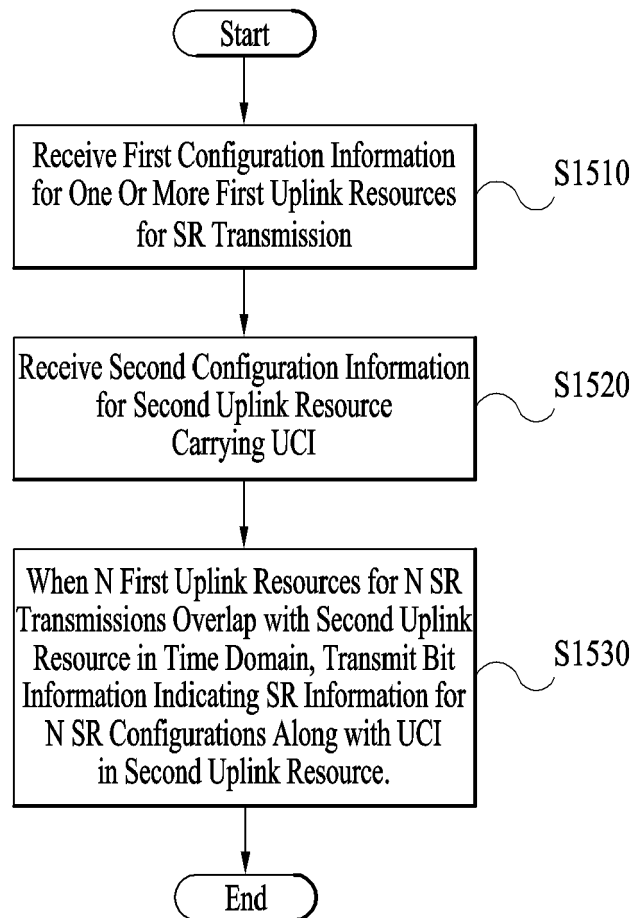 Start
Receive First Configuration Information
for One Or More First Uplink Resources
for SR Transmission
S1510
Receive Second Configuration Information
for Second Uplink Resource
Carrying UCI
S1520
When N First Uplink Resources for N SR
Transmissions Overlap with Second Uplink
Resource in Time Domain, Transmit Bit
Information Indicating SR Information for
N SR Configurations Along with UCI
in Second Uplink Resource.
S1530
End